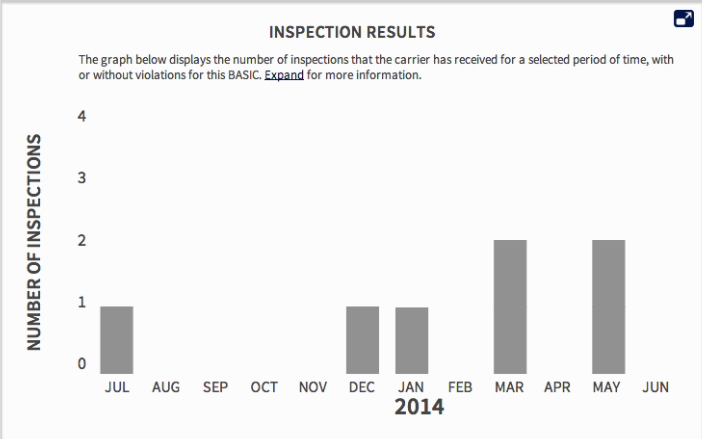 INSPECTION RESULTS
The graph below displays the number of inspections that the carrier has received for a selected period of time, with
or without violations for this BASIC. Expand for more information.
NUMBER OF INSPECTIONS
4
3
2
1
0
JUL AUG SEP OCT NOV DEC JAN FEB MAR APR MAY JUN
2014